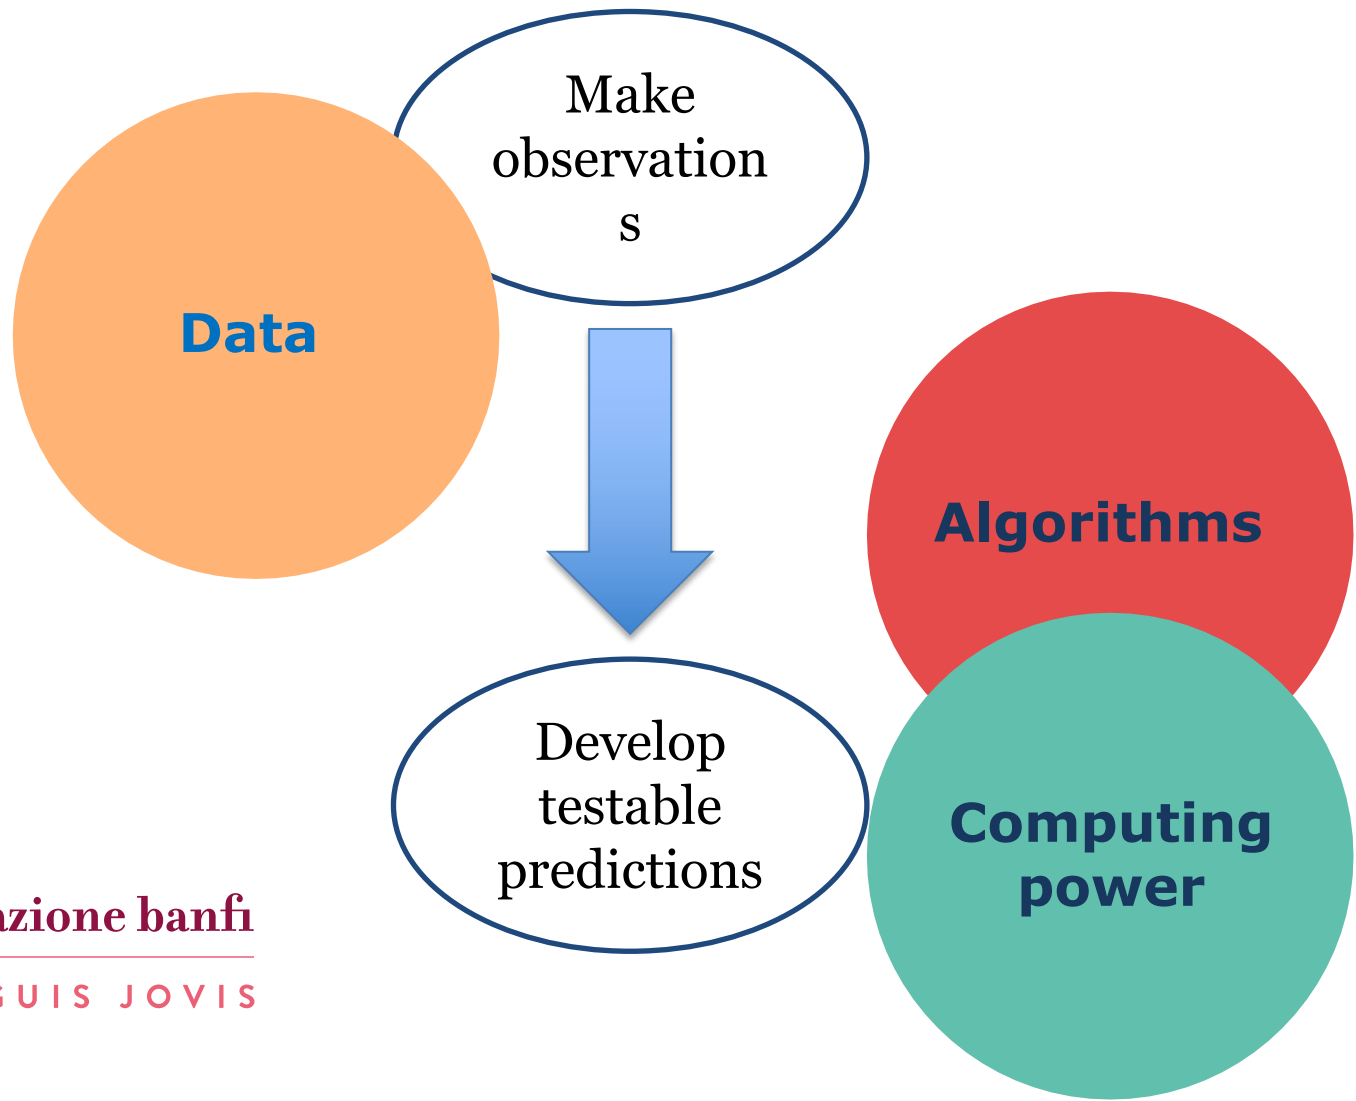 Make
observation
s
Data
Algorithms
Develop
testable
predictions
Computing
power
azione banfi
GUIS JOVIS